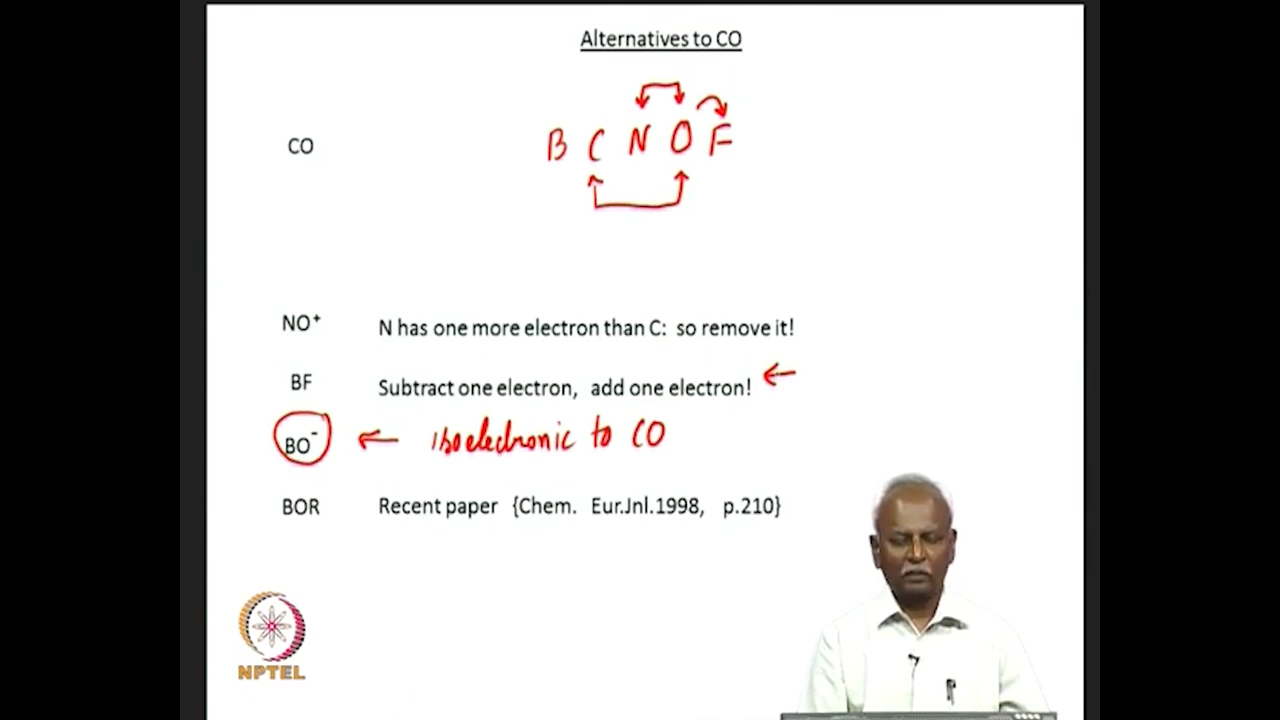 Alternatives to CO
CO
B C N O F
NO⁺ N has one more electron than C: so remove it!
BF Subtract one electron, add one electron! ←
BO⁻ ← isoelectronic to CO
BOR Recent paper {Chem. Eur.Jnl.1998, p.210}
NPTEL